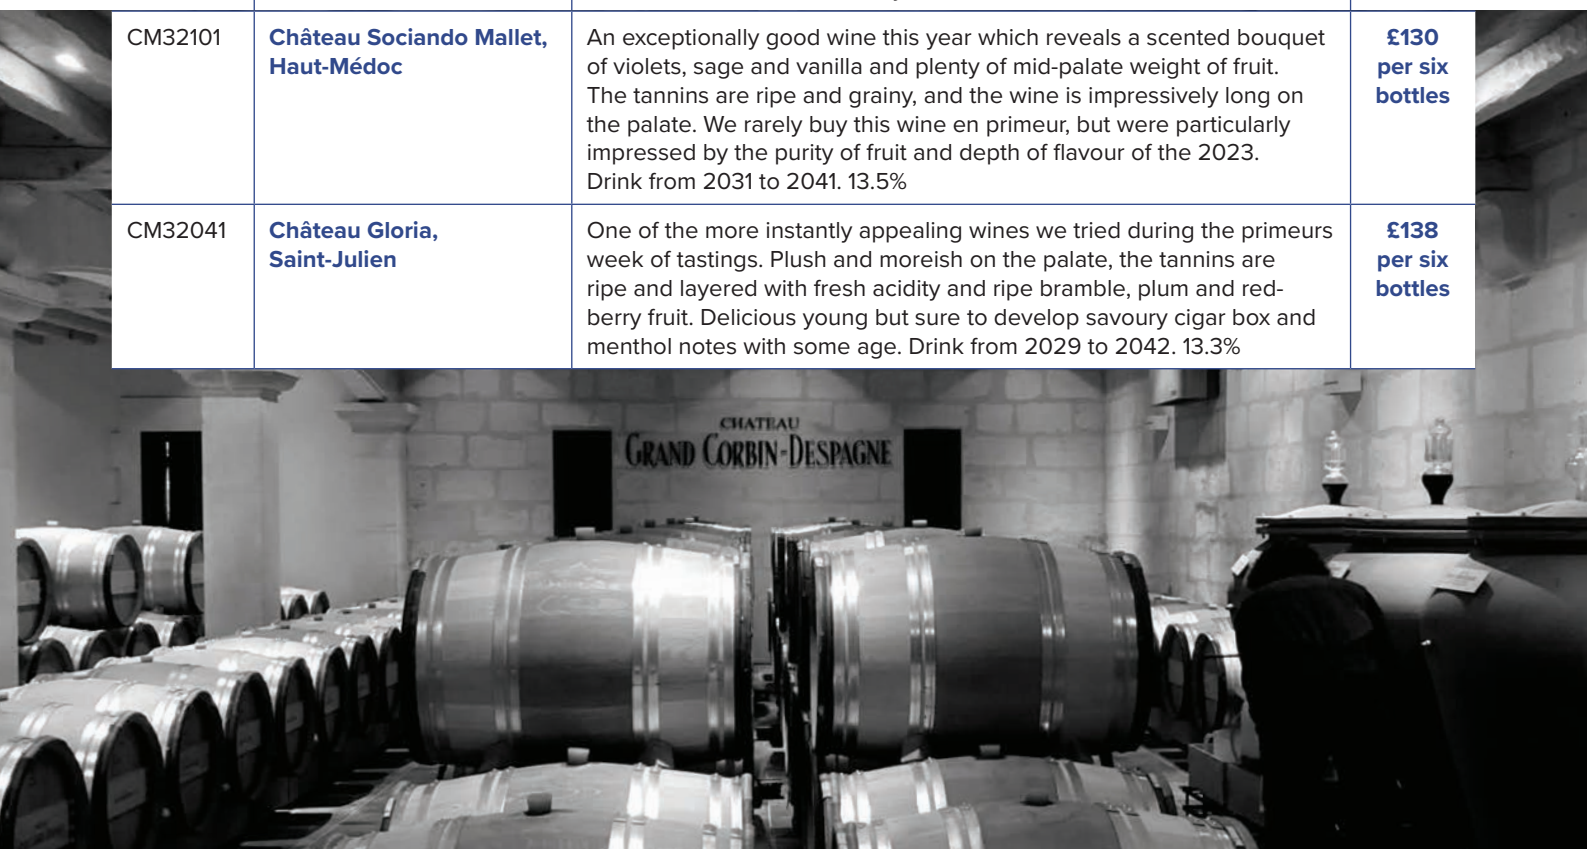 CM32101
Château Sociando Mallet,
Haut-Médoc
An exceptionally good wine this year which reveals a scented bouquet
of violets, sage and vanilla and plenty of mid-palate weight of fruit.
The tannins are ripe and grainy, and the wine is impressively long on
the palate. We rarely buy this wine en primeur, but were particularly
impressed by the purity of fruit and depth of flavour of the 2023.
Drink from 2031 to 2041. 13.5%
£130
per six
bottles
CM32041
Château Gloria,
Saint-Julien
One of the more instantly appealing wines we tried during the primeurs
week of tastings. Plush and moreish on the palate, the tannins are
ripe and layered with fresh acidity and ripe bramble, plum and red-
berry fruit. Delicious young but sure to develop savoury cigar box and
menthol notes with some age. Drink from 2029 to 2042. 13.3%
£138
per six
bottles
CHATEAU
GRAND CORBIN-DESPAGNE